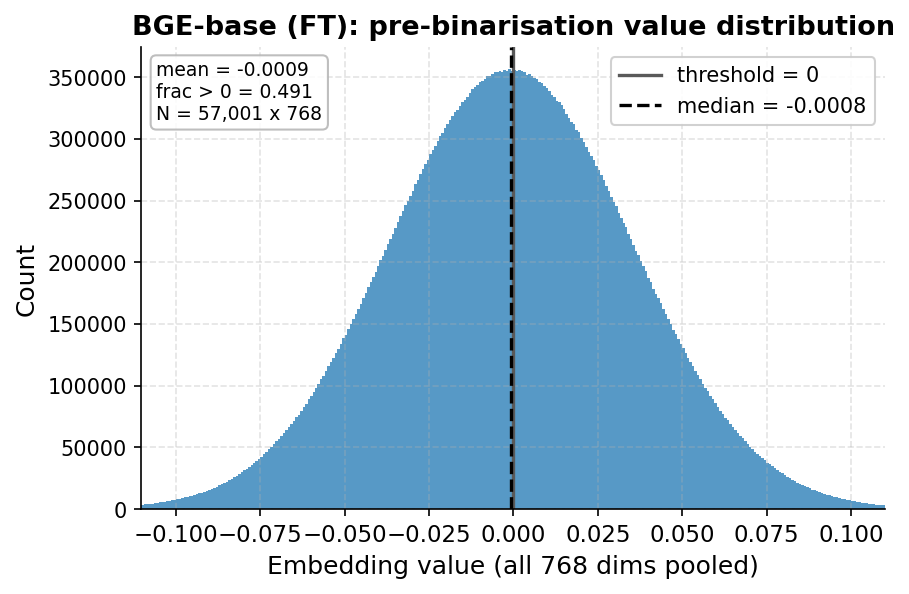 BGE-base (FT): pre-binarisation value distribution
mean = -0.0009
frac > 0 = 0.491
N = 57,001 x 768
threshold = 0
median = -0.0008
350000
300000
250000
200000
150000
100000
50000
0
Count
−0.100 −0.075 −0.050 −0.025 0.000 0.025 0.050 0.075 0.100
Embedding value (all 768 dims pooled)